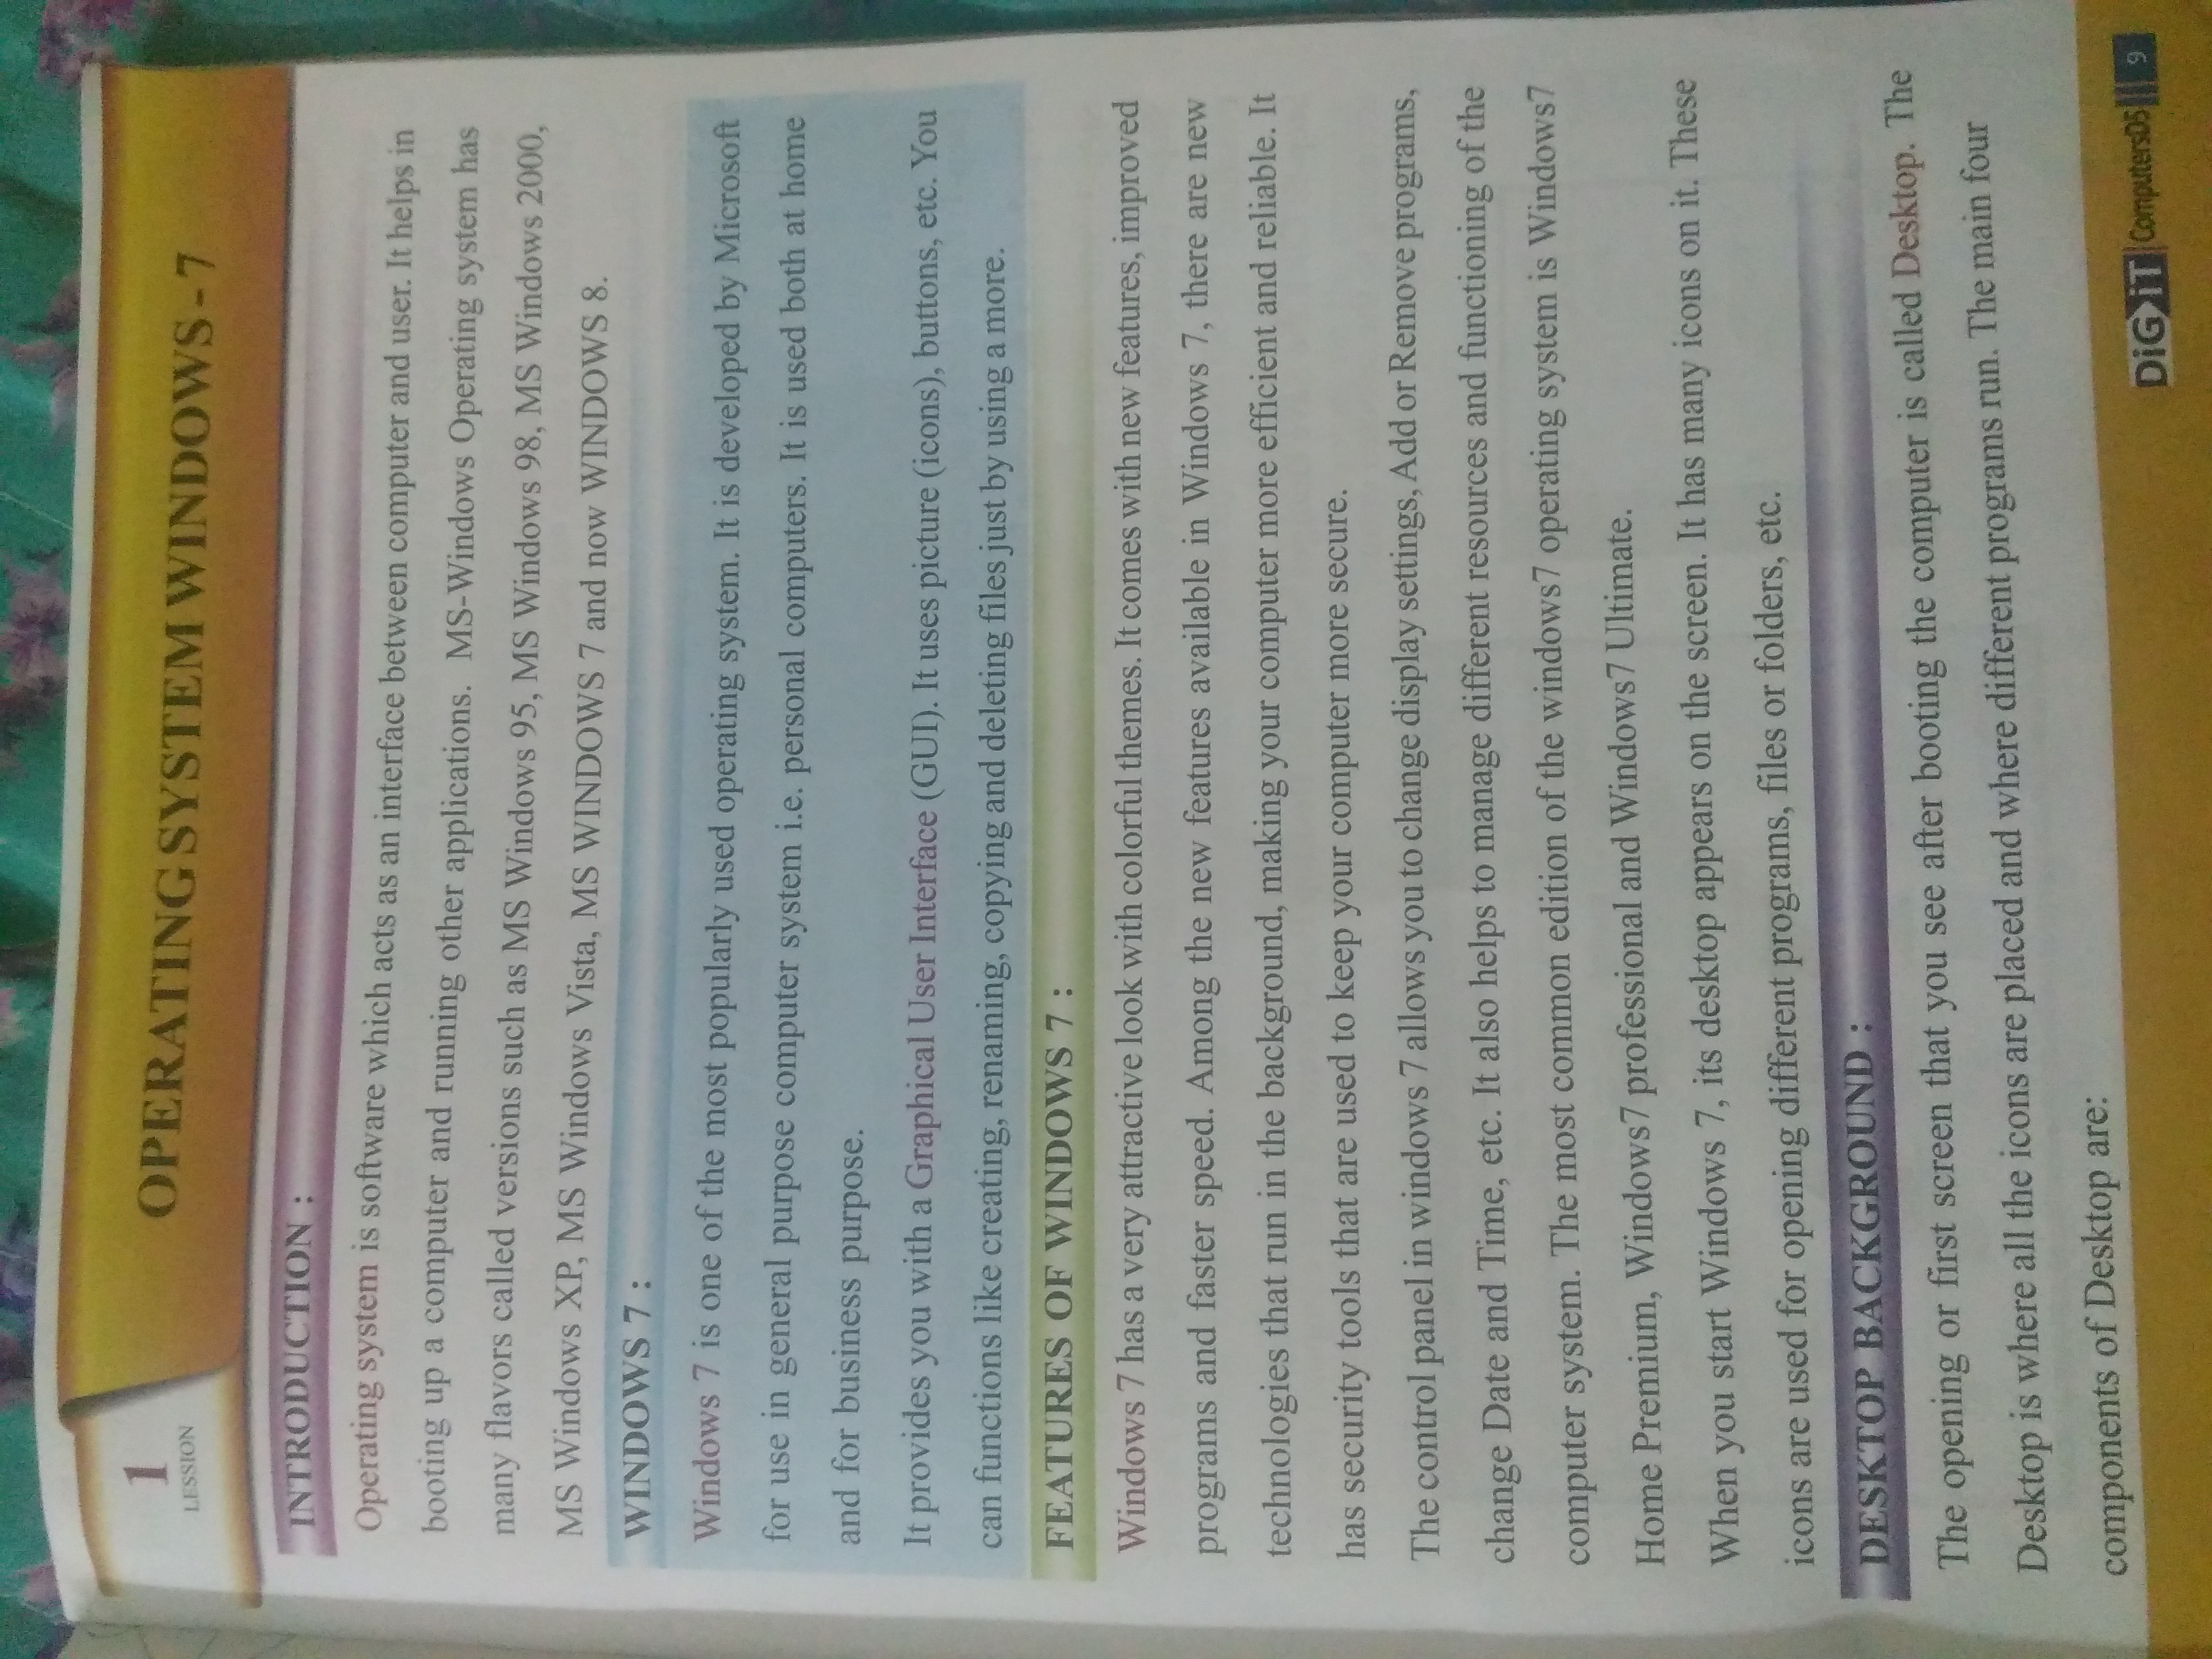 1
LESSION
OPERATING SYSTEM WINDOWS - 7
INTRODUCTION :
Operating system is software which acts as an interface between computer and user. It helps in
booting up a computer and running other applications. MS-Windows Operating system has
many flavors called versions such as MS Windows 95, MS Windows 98, MS Windows 2000,
MS Windows XP, MS Windows Vista, MS WINDOWS 7 and now WINDOWS 8.
WINDOWS 7 :
Windows 7 is one of the most popularly used operating system. It is developed by Microsoft
for use in general purpose computer system i.e. personal computers. It is used both at home
and for business purpose.
It provides you with a Graphical User Interface (GUI). It uses picture (icons), buttons, etc. You
can functions like creating, renaming, copying and deleting files just by using a more.
FEATURES OF WINDOWS 7 :
Windows 7 has a very attractive look with colorful themes. It comes with new features, improved
programs and faster speed. Among the new features available in Windows 7, there are new
technologies that run in the background, making your computer more efficient and reliable. It
has security tools that are used to keep your computer more secure.
The control panel in windows 7 allows you to change display settings, Add or Remove programs,
change Date and Time, etc. It also helps to manage different resources and functioning of the
computer system. The most common edition of the windows7 operating system is Windows7
Home Premium, Windows7 professional and Windows7 Ultimate.
When you start Windows 7, its desktop appears on the screen. It has many icons on it. These
icons are used for opening different programs, files or folders, etc.
DESKTOP BACKGROUND :
The opening or first screen that you see after booting the computer is called Desktop. The
Desktop is where all the icons are placed and where different programs run. The main four
components of Desktop are:
DiGiT Computers05 9